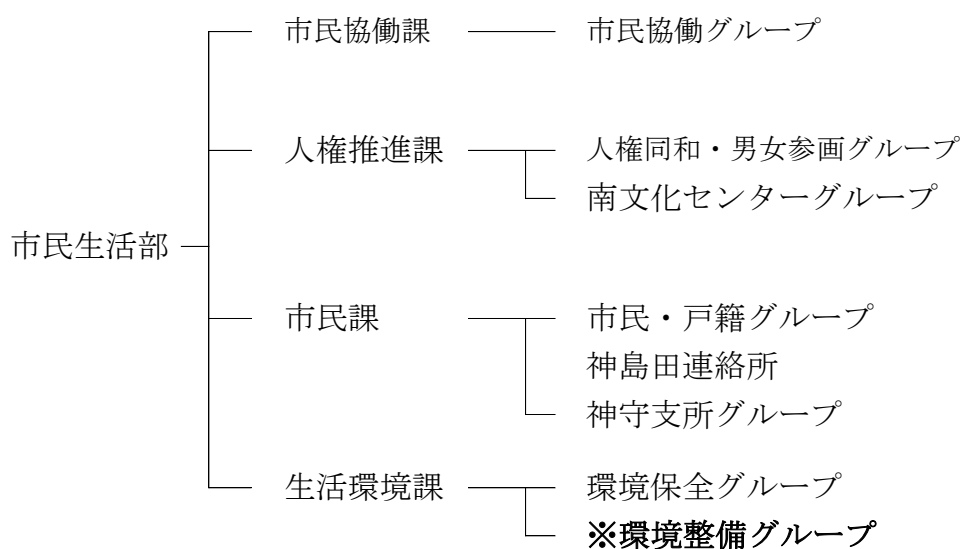 市民協働課 市民協働グループ
人権推進課 人権同和・男女参画グループ
南文化センターグループ
市民生活部
市民課 市民・戸籍グループ
神島田連絡所
神守支所グループ
生活環境課 環境保全グループ
※環境整備グループ